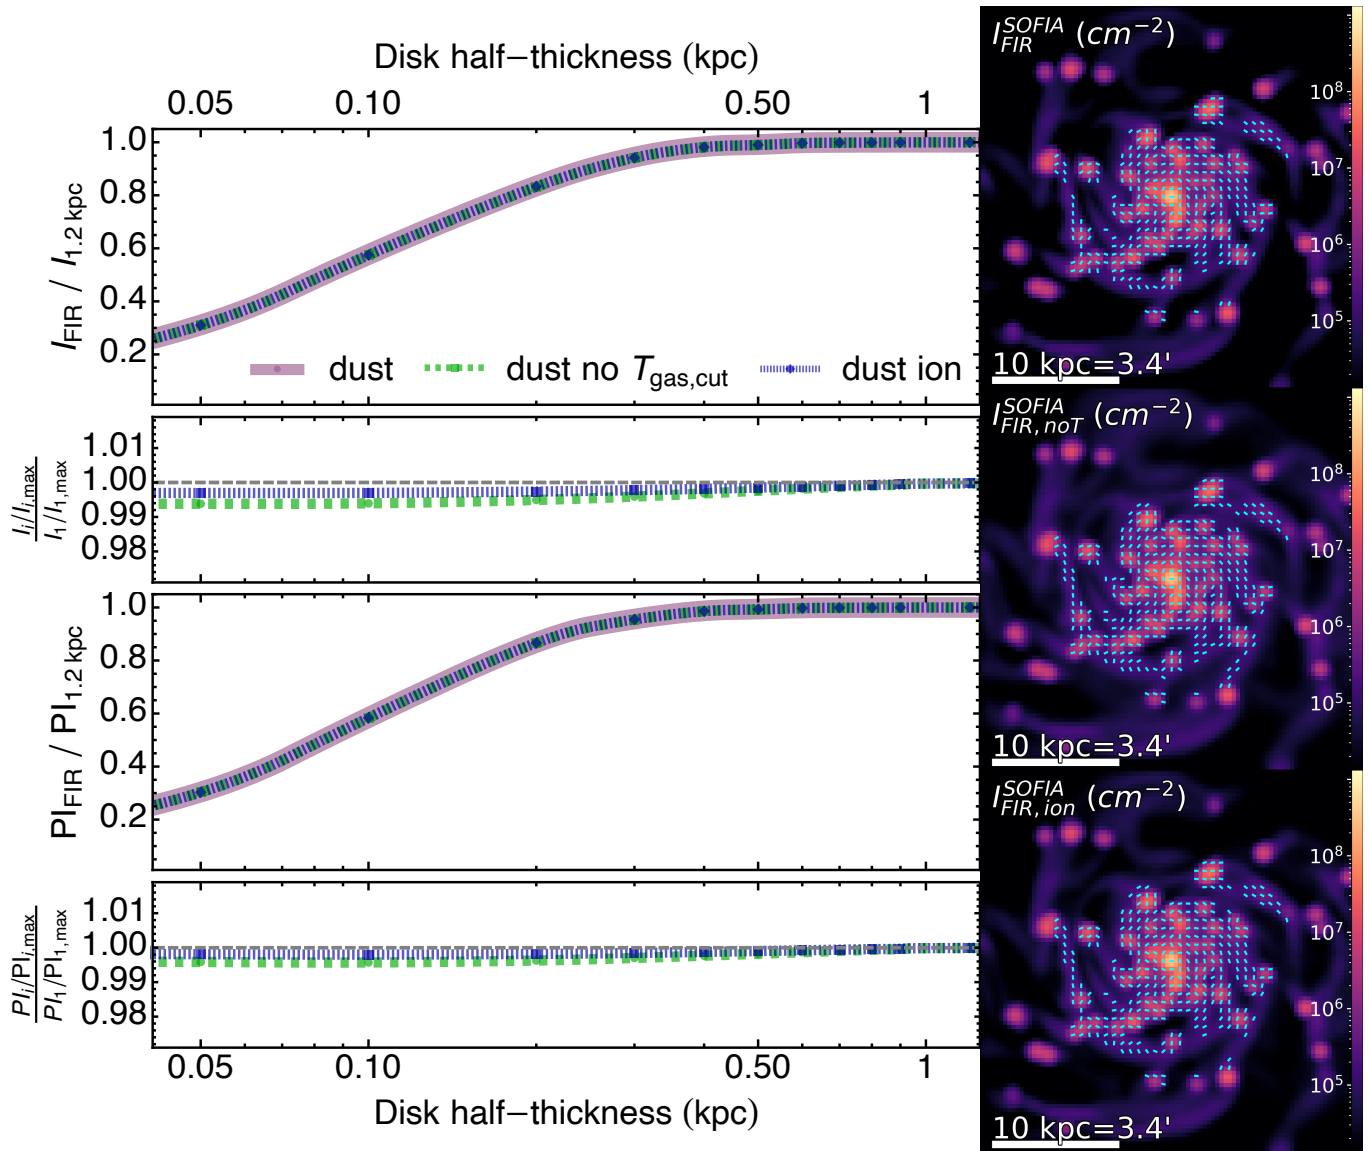 Disk half−thickness (kpc)
0.05 0.10 0.50 1
I_FIR / I_1.2 kpc
1.0
0.8
0.6
0.4
0.2
dust dust no T_gas,cut dust ion
I_i/I_i,max
I_1/I_1,max
1.01
1.00
0.99
0.98
PI_FIR / PI_1.2 kpc
1.0
0.8
0.6
0.4
0.2
PI_i/PI_i,max
PI_1/PI_1,max
1.01
1.00
0.99
0.98
0.05 0.10 0.50 1
Disk half−thickness (kpc)
I^SOFIA_FIR (cm^−2)
10^8
10^7
10^6
10^5
10 kpc=3.4'
I^SOFIA_FIR, noT (cm^−2)
10^8
10^7
10^6
10^5
10 kpc=3.4'
I^SOFIA_FIR, ion (cm^−2)
10^8
10^7
10^6
10^5
10 kpc=3.4'